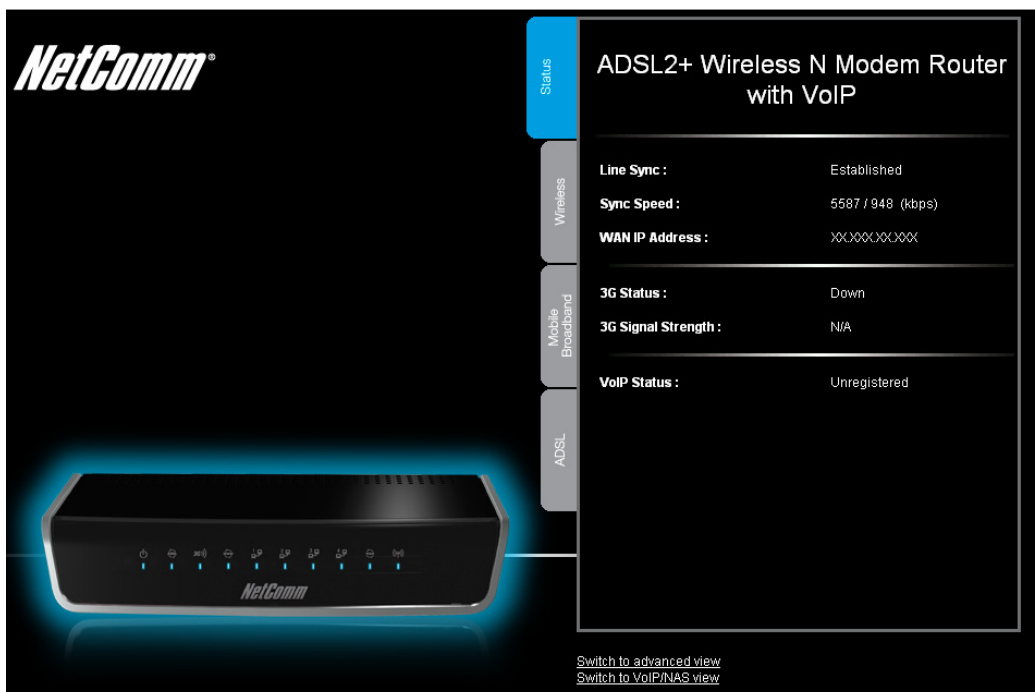 NetComm®
Status
Wireless
Mobile
Broadband
ADSL
ADSL2+ Wireless N Modem Router
with VoIP
Line Sync : Established
Sync Speed : 5587 / 948 (kbps)
WAN IP Address : XX.XXX.XX.XXX
3G Status : Down
3G Signal Strength : N/A
VoIP Status : Unregistered
NetComm
Switch to advanced view
Switch to VoIP/NAS view